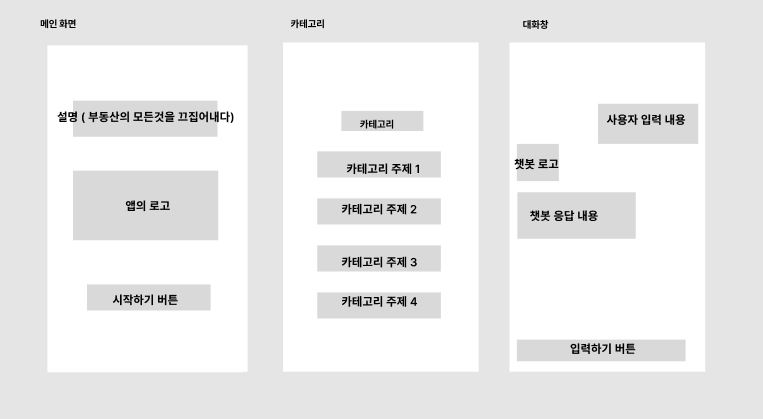 메인 화면
설명 ( 부동산의 모든것을 끄집어내다)
앱의 로고
시작하기 버튼
카테고리
카테고리
카테고리 주제 1
카테고리 주제 2
카테고리 주제 3
카테고리 주제 4
대화창
사용자 입력 내용
챗봇 로고
챗봇 응답 내용
입력하기 버튼